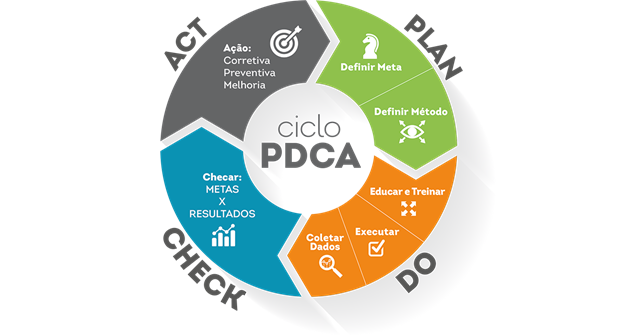 ciclo
PDCA
PLAN
Definir Meta
Definir Método
DO
Educar e Treinar
Executar
Coletar
Dados
CHECK
Checar:
METAS
X
RESULTADOS
ACT
Ação:
Corretiva
Preventiva
Melhoria